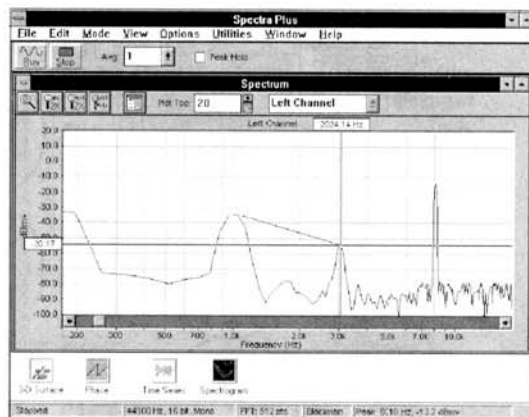 Spectra Plus
File Edit Mode View Options Utilities Window Help
Run Stop Avg 1 Peak Hold
Spectrum
Plot Top 20 Left Channel
Left Channel
20.0
10.0
0.0
-10.0
-20.0
-30.0
-40.0
-50.0
-60.0
-70.0
-80.0
-90.0
-100.0
200 300 500 700 1.0k 2.0k 3.0k 5.0k 7.0k 10.0k
Frequency (Hz)
3-D Surface Phase Time Series Spectrogram
Stopped 44100 Hz, 16 bit, Mono FFT: 512 pts Blackman